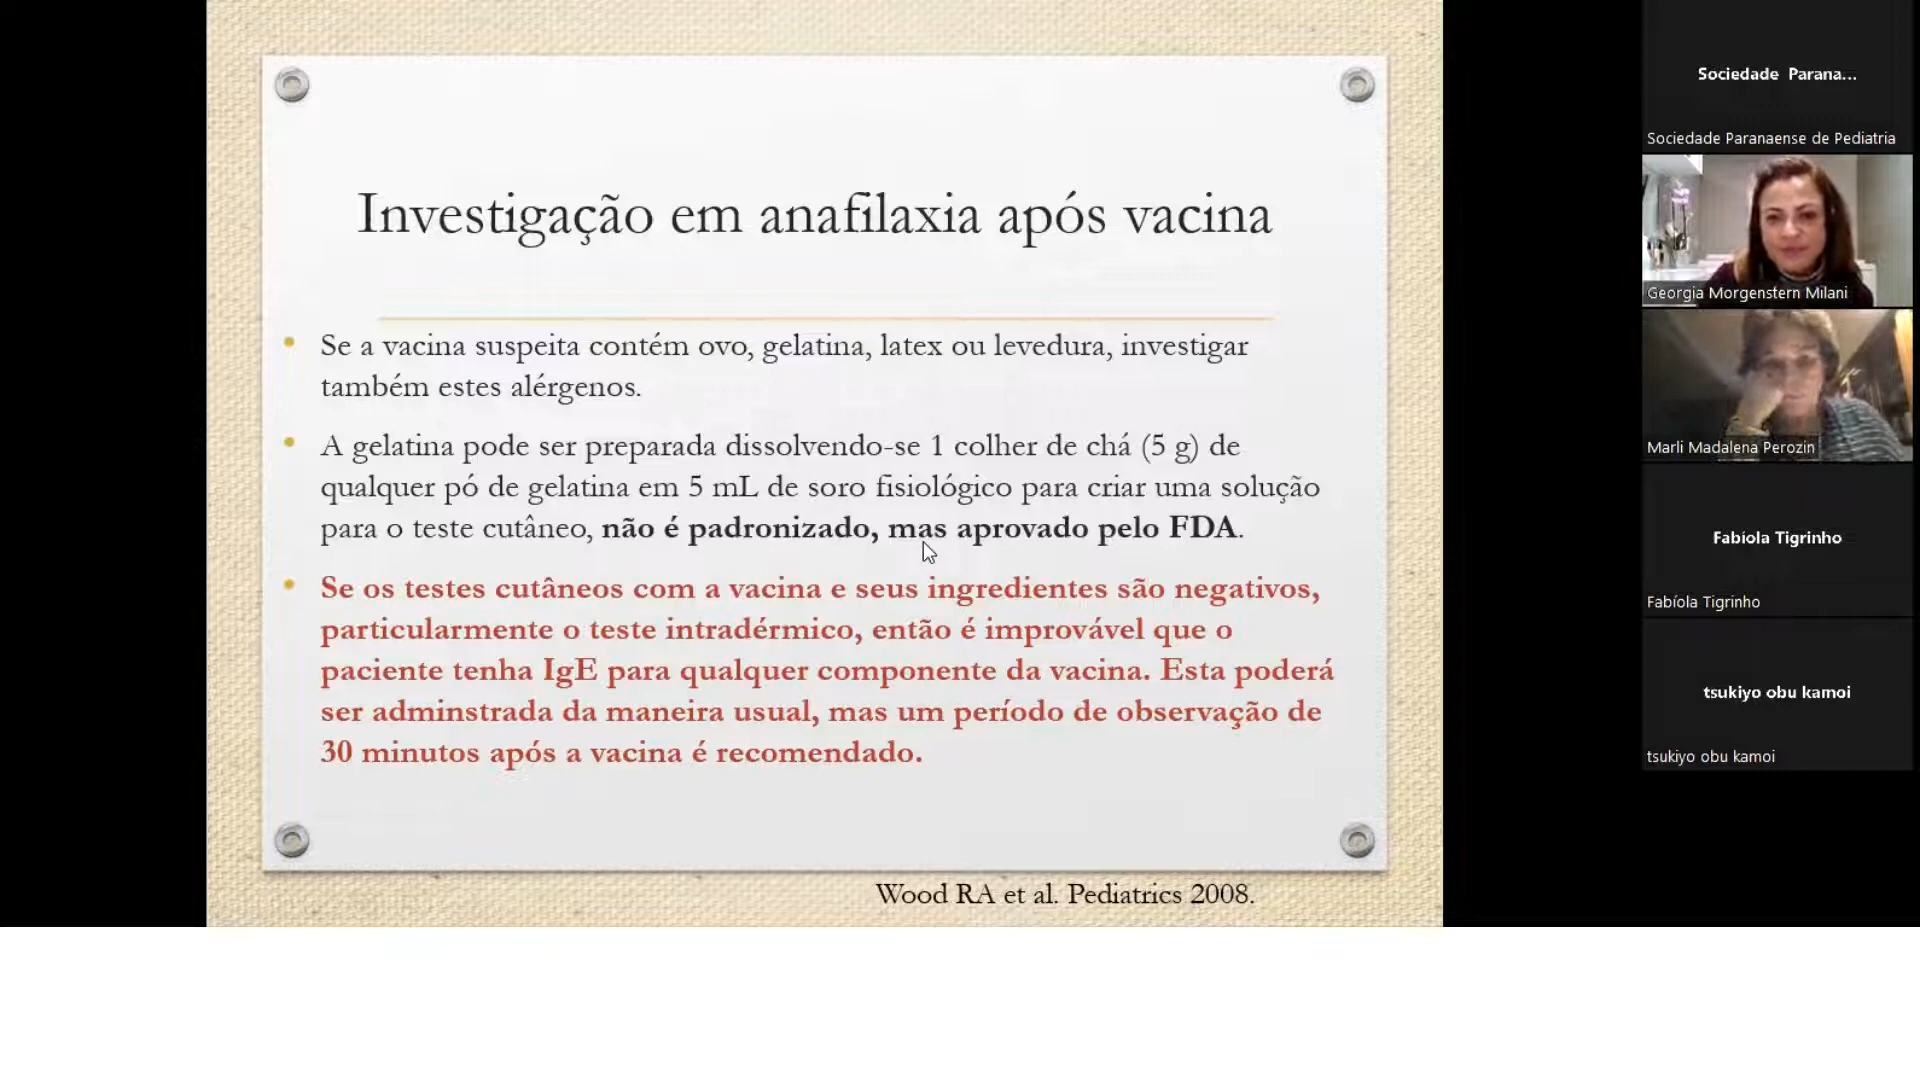 Investigação em anafilaxia após vacina
Se a vacina suspeita contém ovo, gelatina, latex ou levedura, investigar
também estes alérgenos.
A gelatina pode ser preparada dissolvendo-se 1 colher de chá (5 g) de
qualquer pó de gelatina em 5 mL de soro fisiológico para criar uma solução
para o teste cutâneo, não é padronizado, mas aprovado pelo FDA.
Se os testes cutâneos com a vacina e seus ingredientes são negativos,
particularmente o teste intradérmico, então é improvável que o
paciente tenha IgE para qualquer componente da vacina. Esta poderá
ser adminstrada da maneira usual, mas um período de observação de
30 minutos após a vacina é recomendado.
Wood RA et al. Pediatrics 2008.
Sociedade Parana...
Sociedade Paranaense de Pediatria
Georgia Morgenstern Milani
Marli Madalena Perozin
Fabíola Tigrinho
Fabíola Tigrinho
tsukiyo obu kamoi
tsukiyo obu kamoi